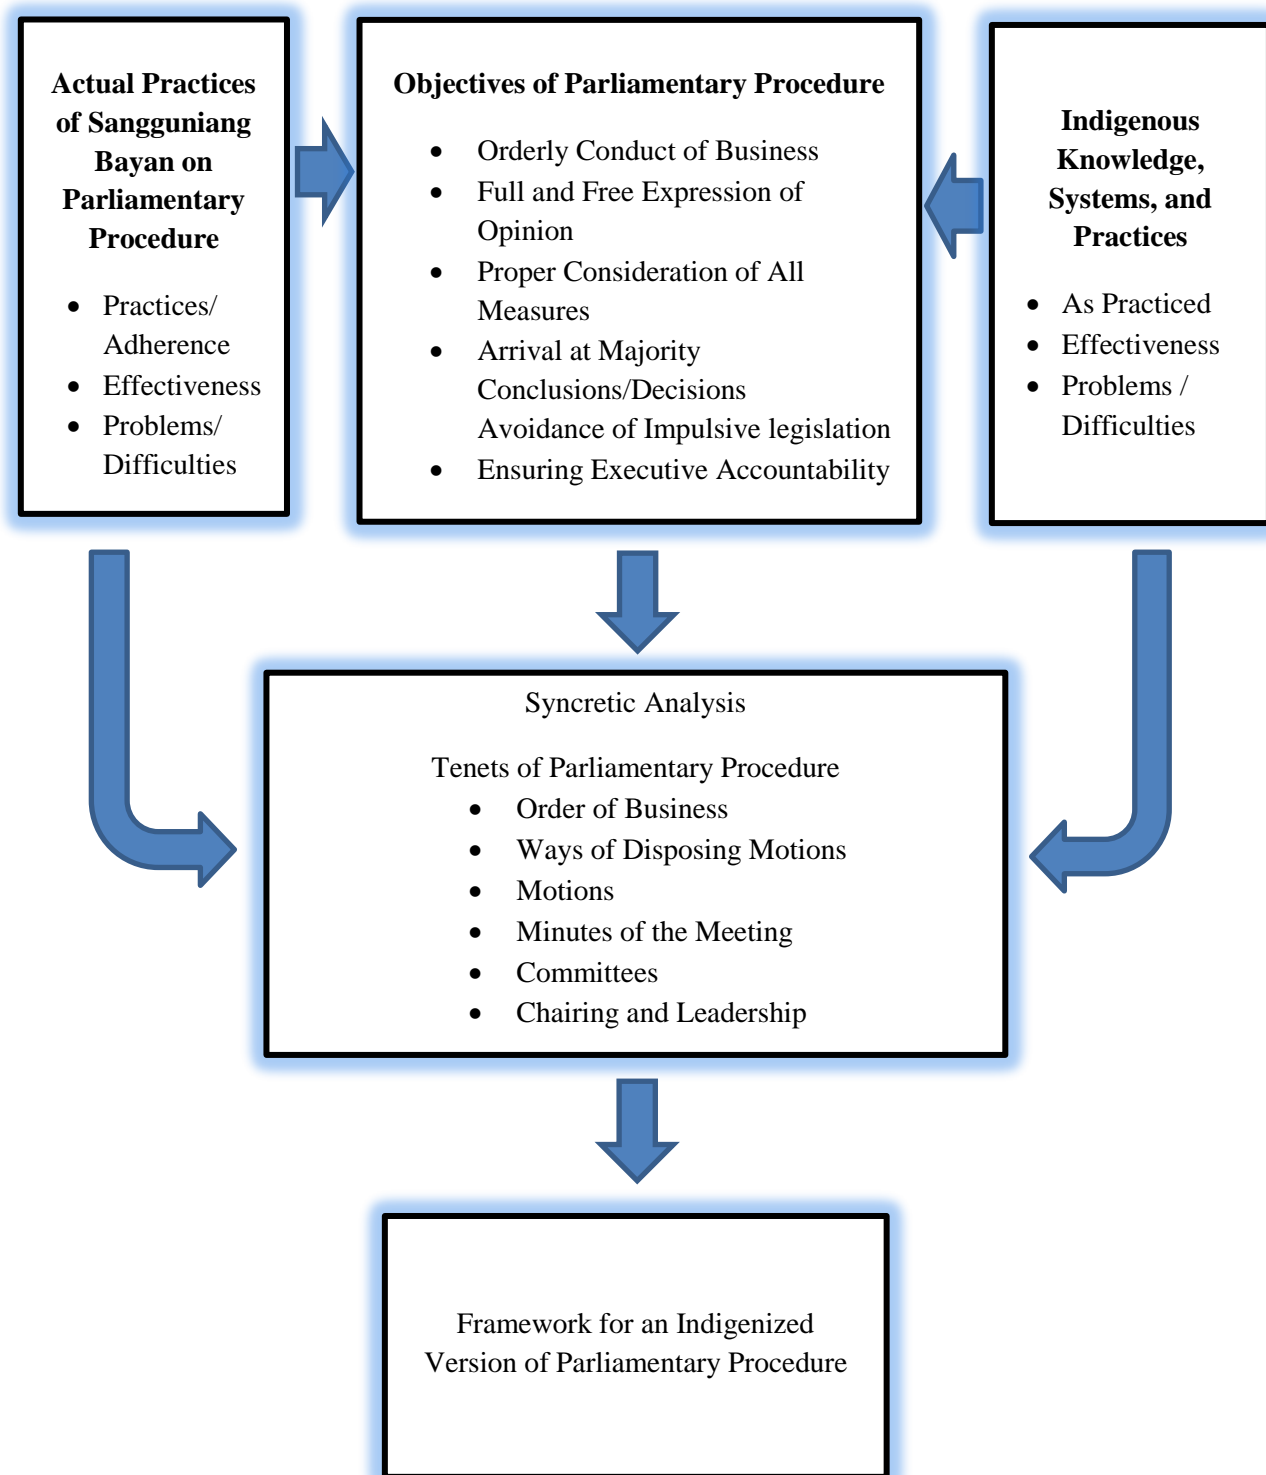 Actual Practices
of Sangguniang
Bayan on
Parliamentary
Procedure
• Practices/
Adherence
• Effectiveness
• Problems/
Difficulties
Objectives of Parliamentary Procedure
• Orderly Conduct of Business
• Full and Free Expression of
Opinion
• Proper Consideration of All
Measures
• Arrival at Majority
Conclusions/Decisions
Avoidance of Impulsive legislation
• Ensuring Executive Accountability
Indigenous
Knowledge,
Systems, and
Practices
• As Practiced
• Effectiveness
• Problems /
Difficulties
Syncretic Analysis
Tenets of Parliamentary Procedure
• Order of Business
• Ways of Disposing Motions
• Motions
• Minutes of the Meeting
• Committees
• Chairing and Leadership
Framework for an Indigenized
Version of Parliamentary Procedure